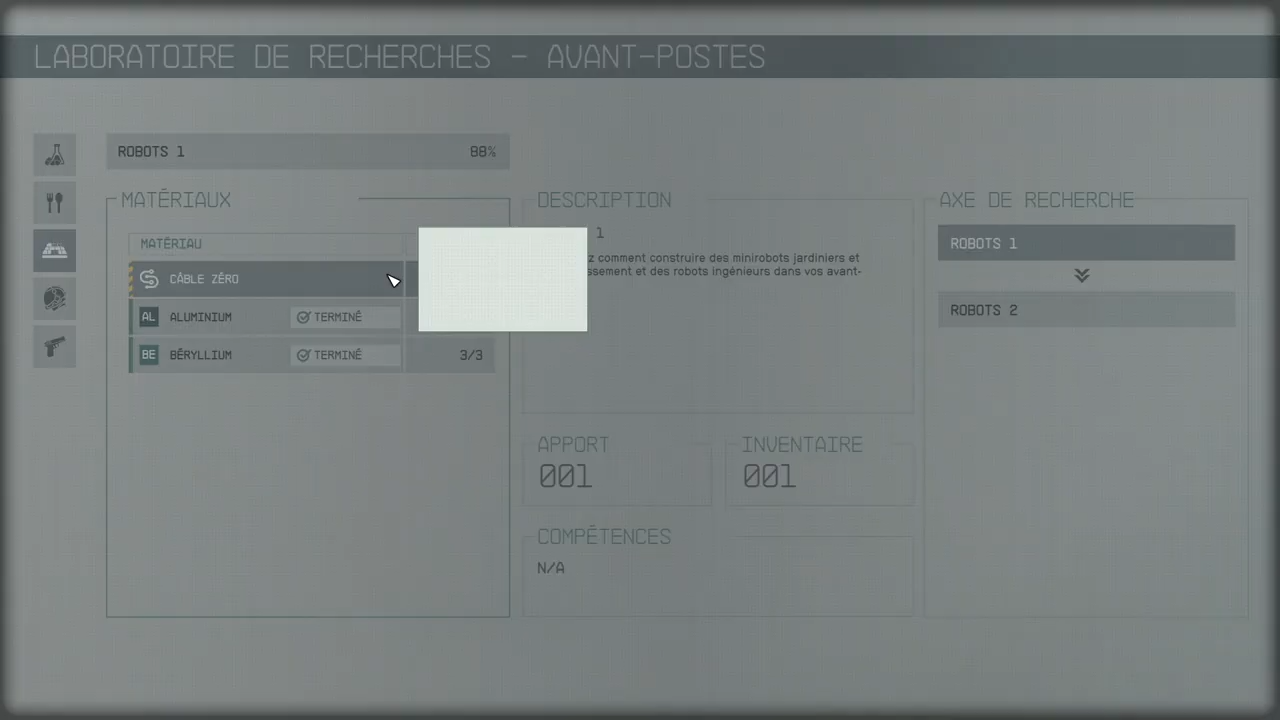 LABORATOIRE DE RECHERCHES - AVANT-POSTES
ROBOTS 1
88%
MATÉRIAUX
MATÉRIAU
CÂBLE ZÉRO
AL ALUMINIUM TERMINÉ
BE BÉRYLLIUM TERMINÉ 3/3
DESCRIPTION
1
z comment construire des minirobots jardiniers et
ssement et des robots ingénieurs dans vos avant-
APPORT
001
INVENTAIRE
001
COMPÉTENCES
N/A
AXE DE RECHERCHE
ROBOTS 1
ROBOTS 2